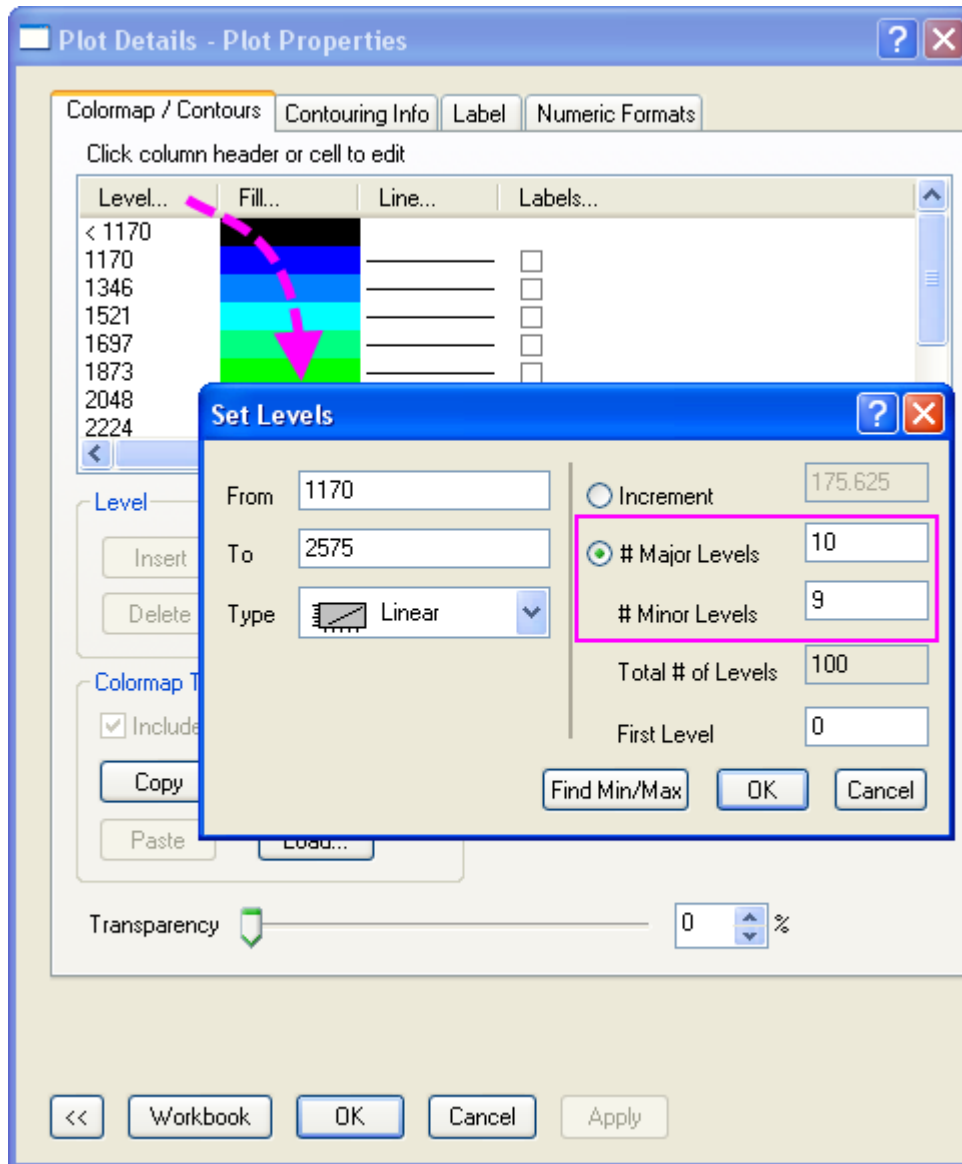 Plot Details - Plot Properties
Colormap / Contours
Contouring Info
Label
Numeric Formats
Click column header or cell to edit
Level...
Fill...
Line...
Labels...
< 1170
1170
1346
1521
1697
1873
2048
2224
Set Levels
From
1170
To
2575
Type
Linear
Increment
175.625
# Major Levels
10
# Minor Levels
9
Total # of Levels
100
First Level
0
Find Min/Max
OK
Cancel
Level
Insert
Delete
Colormap T
Include
Copy
Paste
Load...
Transparency
0
%
<<
Workbook
OK
Cancel
Apply